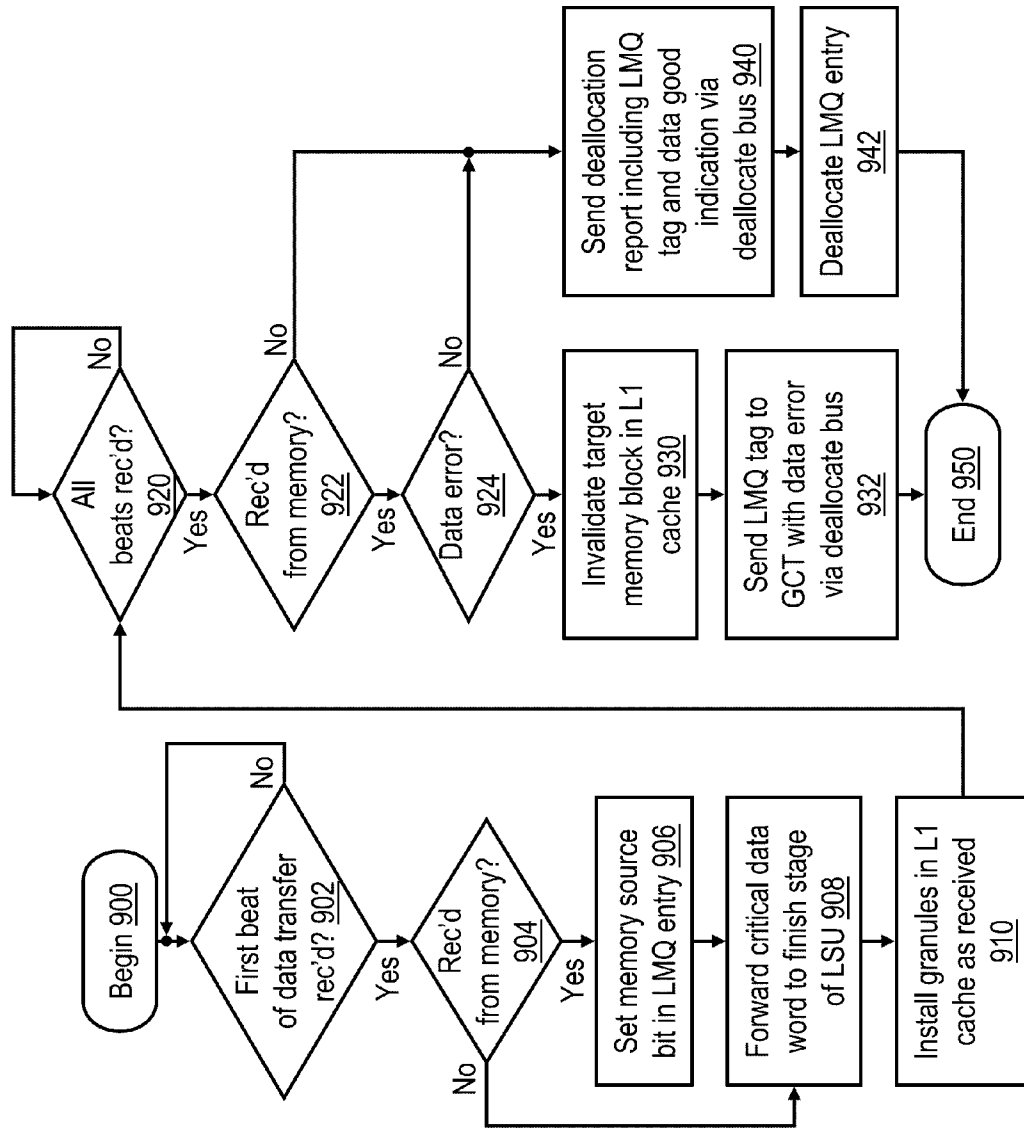 Begin 900
First beat
of data transfer
rec'd? 902
No
Yes
Rec'd
from memory?
904
No
Yes
Set memory source
bit in LMQ entry 906
Forward critical data
word to finish stage
of LSU 908
Install granules in L1
cache as received
910
All
beats rec'd?
920
No
Yes
Rec'd
from memory?
922
No
Yes
Data error?
924
No
Yes
Invalidate target
memory block in L1
cache 930
Send LMQ tag to
GCT with data error
via deallocate bus
932
Send deallocation
report including LMQ
tag and data good
indication via
deallocate bus 940
Deallocate LMQ entry
942
End 950